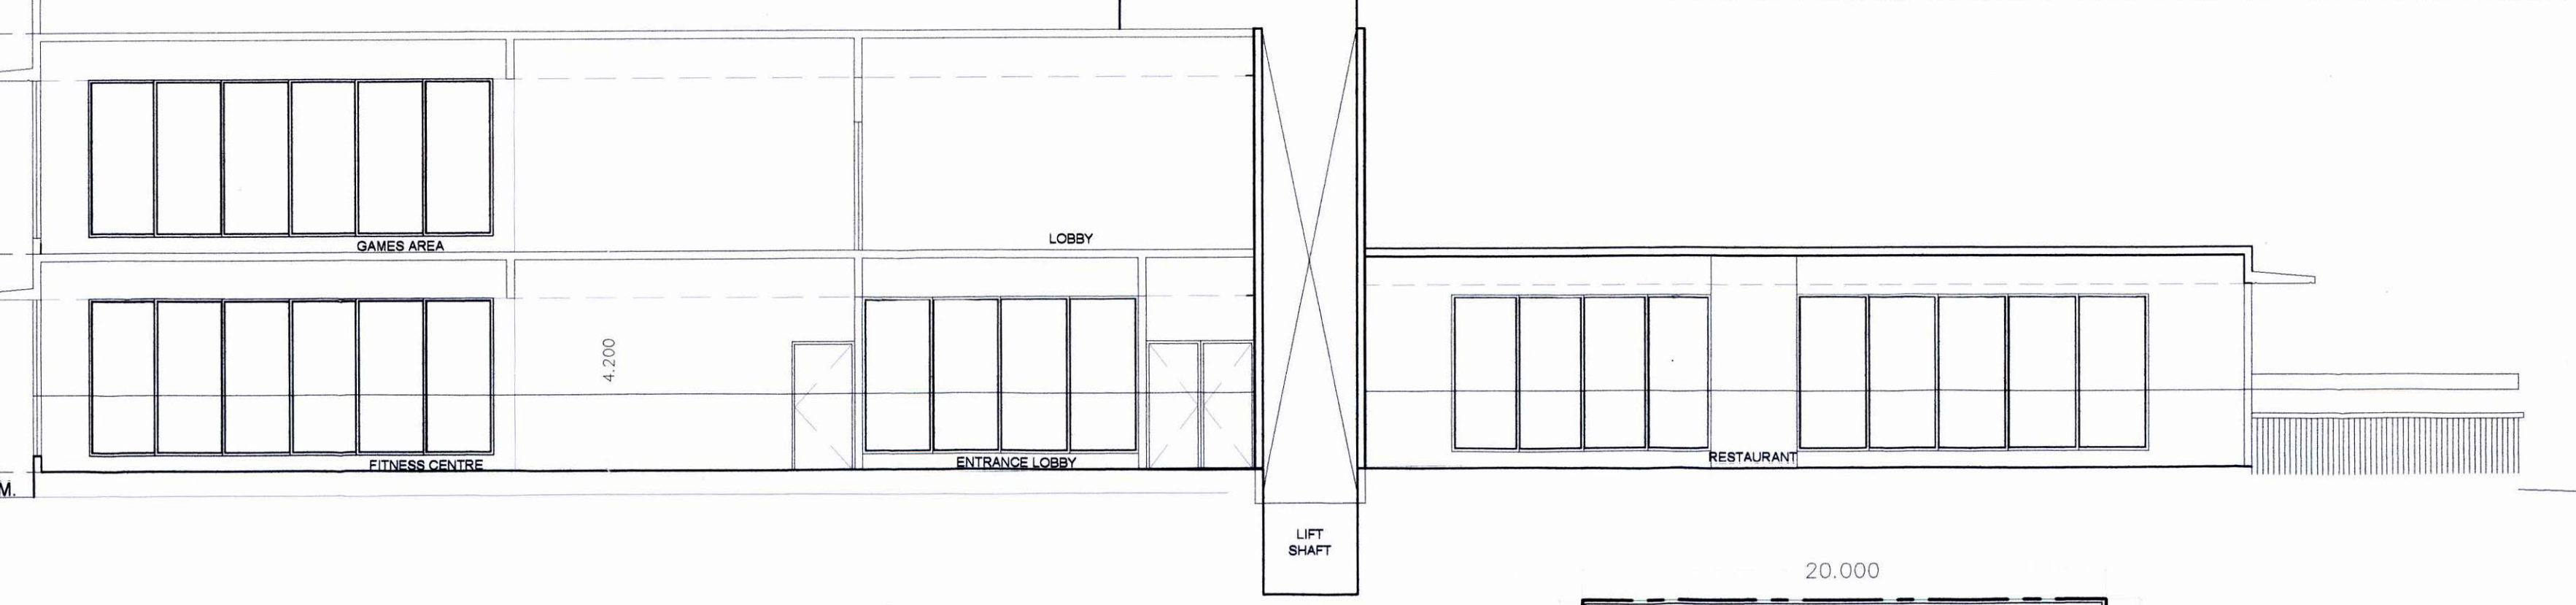 LOBBY
GAMES AREA
4.200
FITNESS CENTRE
ENTRANCE LOBBY
RESTAURANT
M.
LIFT
SHAFT
20.000